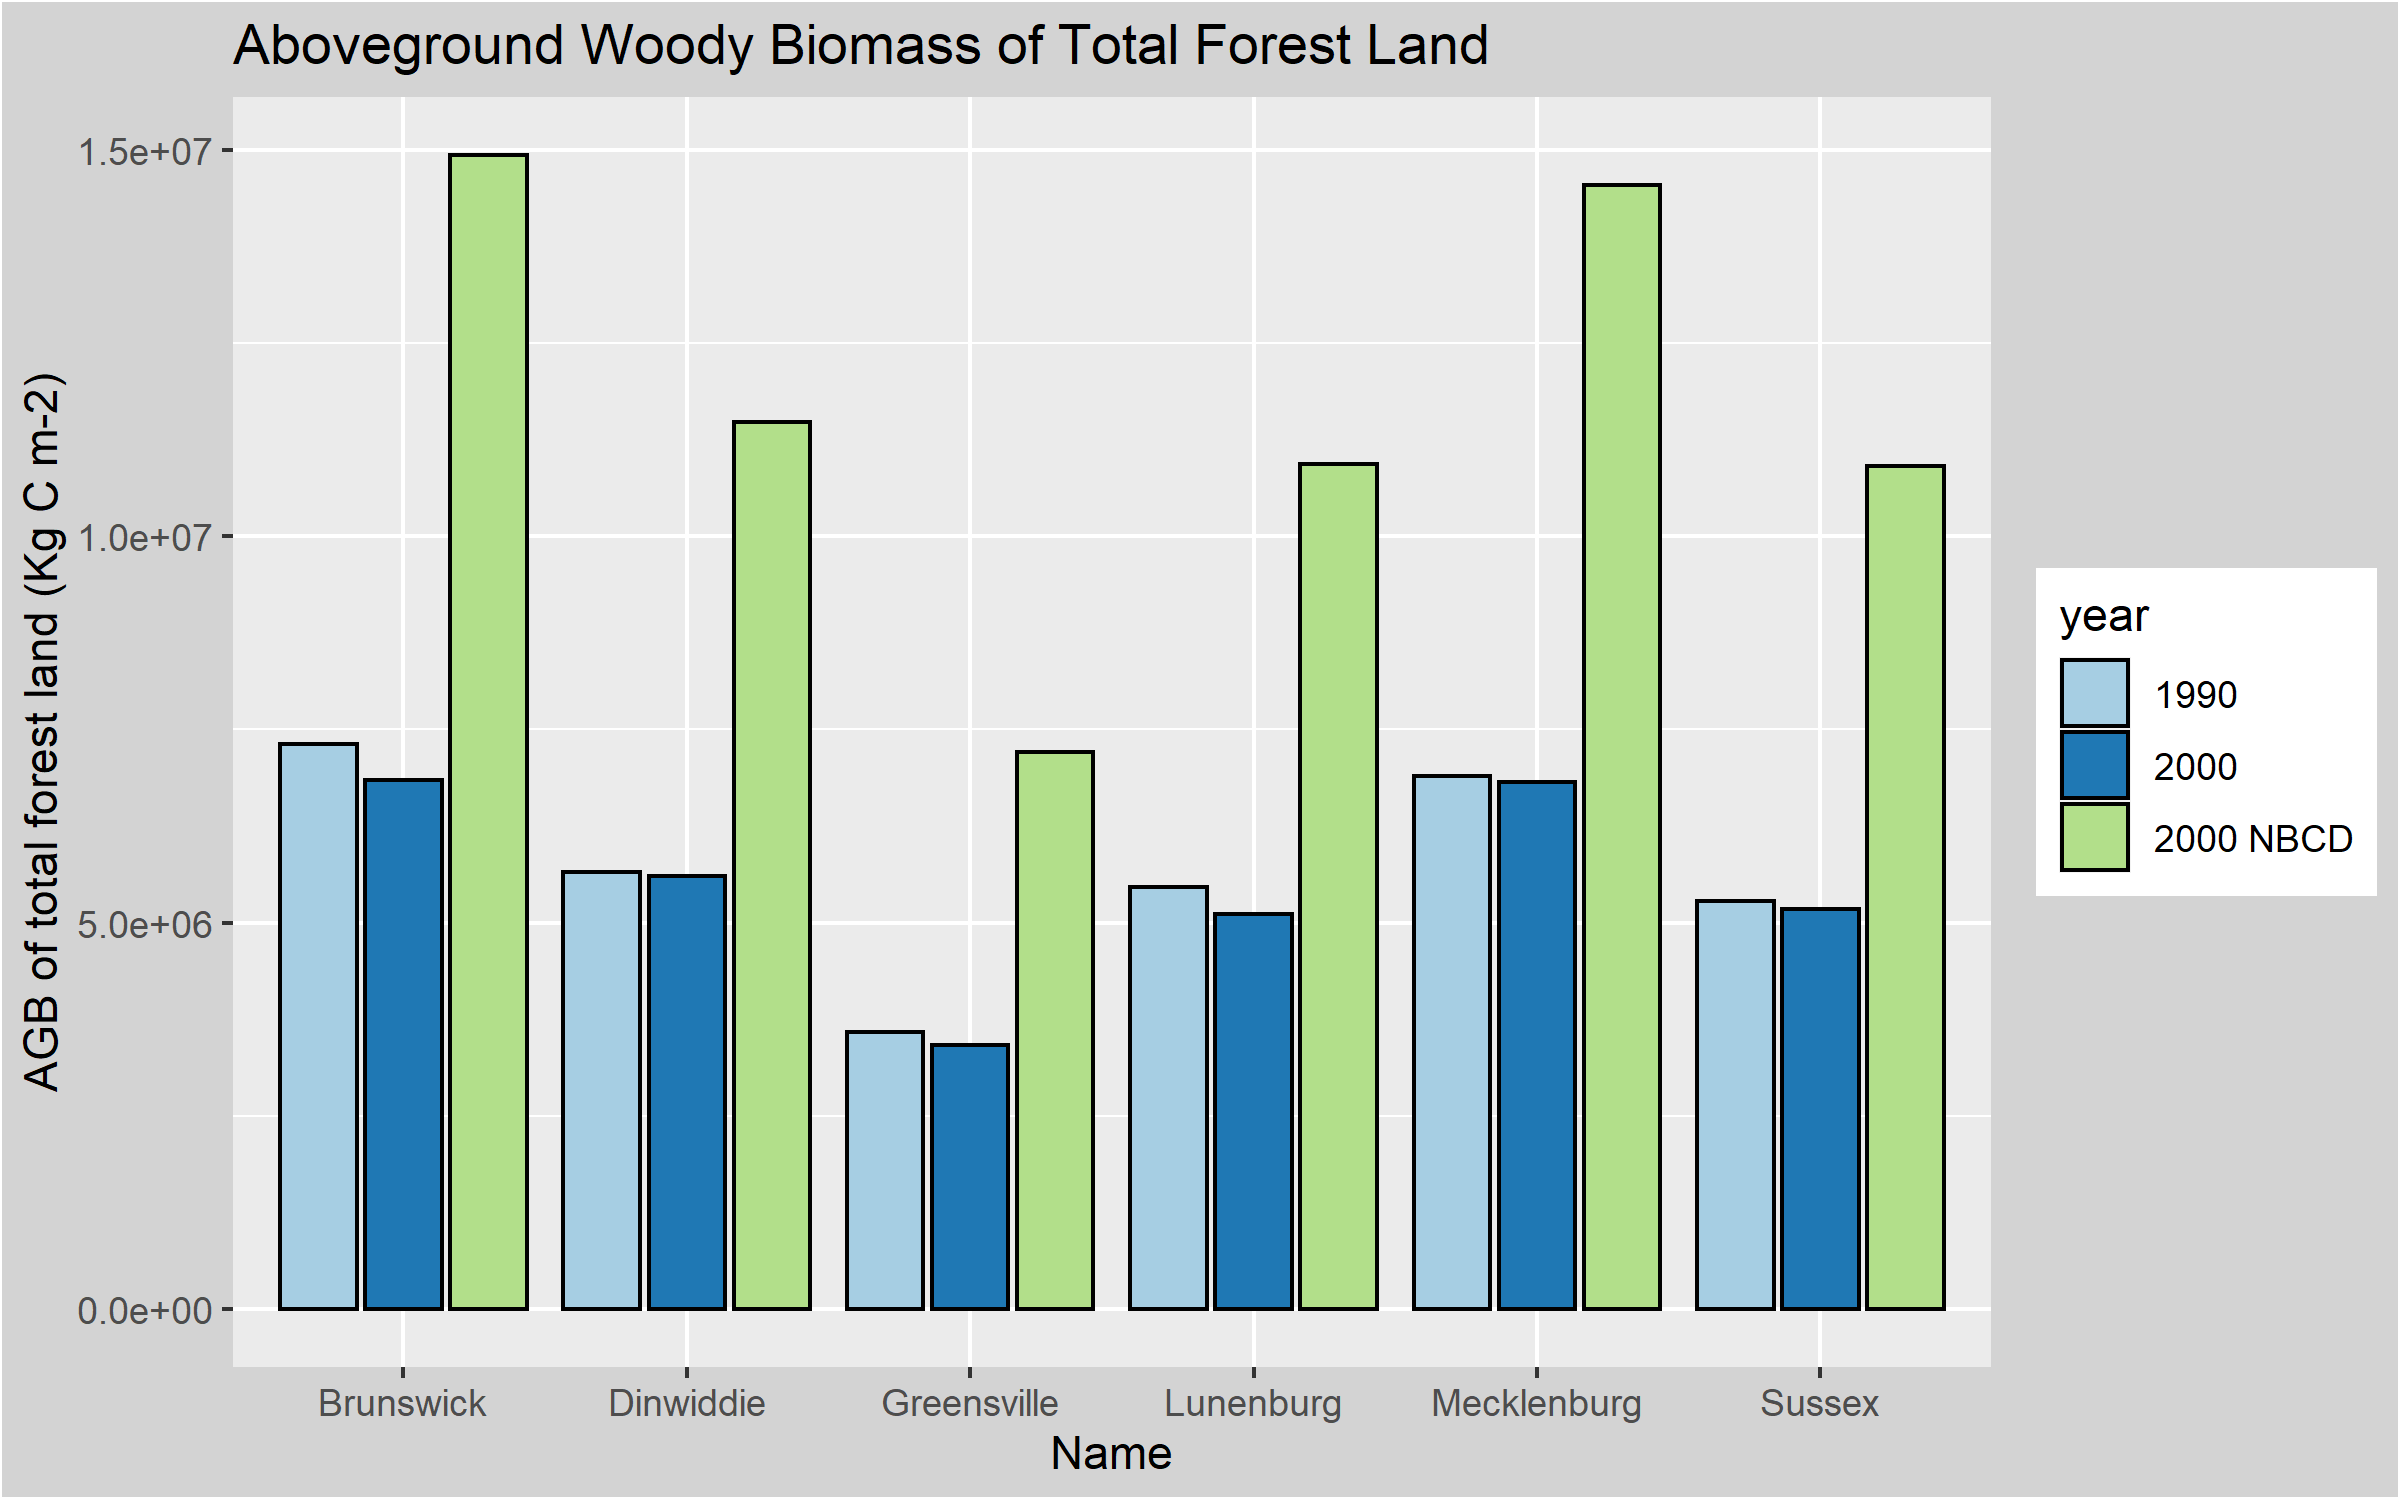 Aboveground Woody Biomass of Total Forest Land
AGB of total forest land (Kg C m-2)
1.5e+07
1.0e+07
5.0e+06
0.0e+00
Brunswick Dinwiddie Greensville Lunenburg Mecklenburg Sussex
Name
year
1990
2000
2000 NBCD